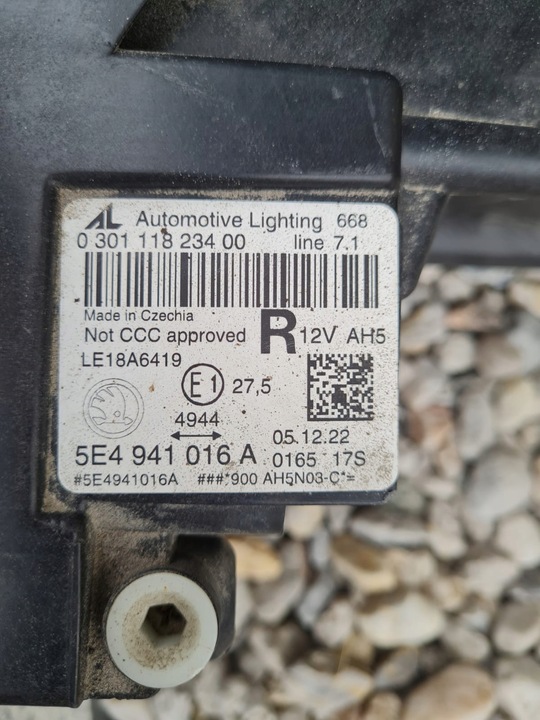 AL Automotive Lighting 668
0 301 118 234 00 line 7.1
Made in Czechia
Not CCC approved R 12V AH5
LE18A6419
E1 27,5
4944
05.12.22
5E4 941 016 A 0165 17S
#5E4941016A ###*900 AH5N03-C*=